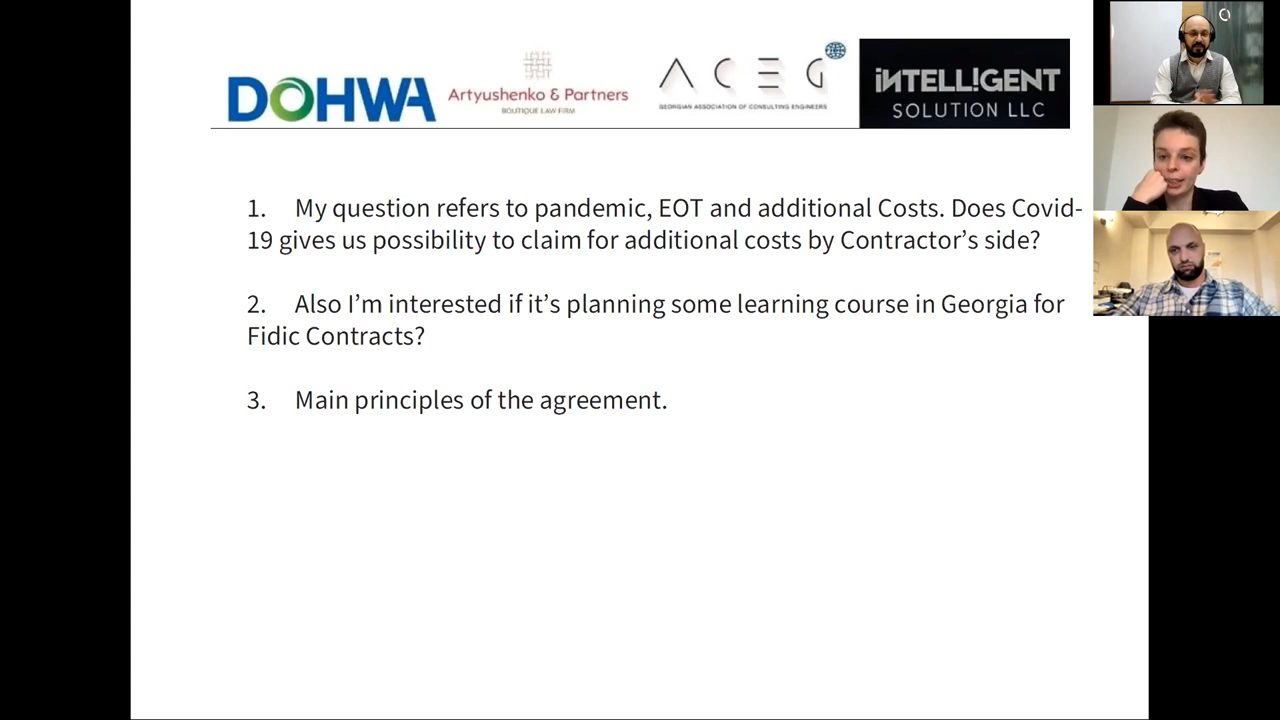 DOHWA
Artyushenko & Partners
BOUTIQUE LAW FIRM
A C E G
GEORGIAN ASSOCIATION OF CONSULTING ENGINEERS
iNTELL!GENT
SOLUTION LLC
1. My question refers to pandemic, EOT and additional Costs. Does Covid-
19 gives us possibility to claim for additional costs by Contractor’s side?
2. Also I’m interested if it’s planning some learning course in Georgia for
Fidic Contracts?
3. Main principles of the agreement.